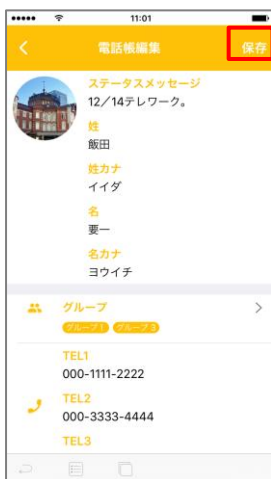 11:01
電話帳編集
保存
ステータスメッセージ
12/14テレワーク。
姓
飯田
姓カナ
イイダ
名
要一
名カナ
ヨウイチ
グループ
グループ1 グループ3
TEL1
000-1111-2222
TEL2
000-3333-4444
TEL3